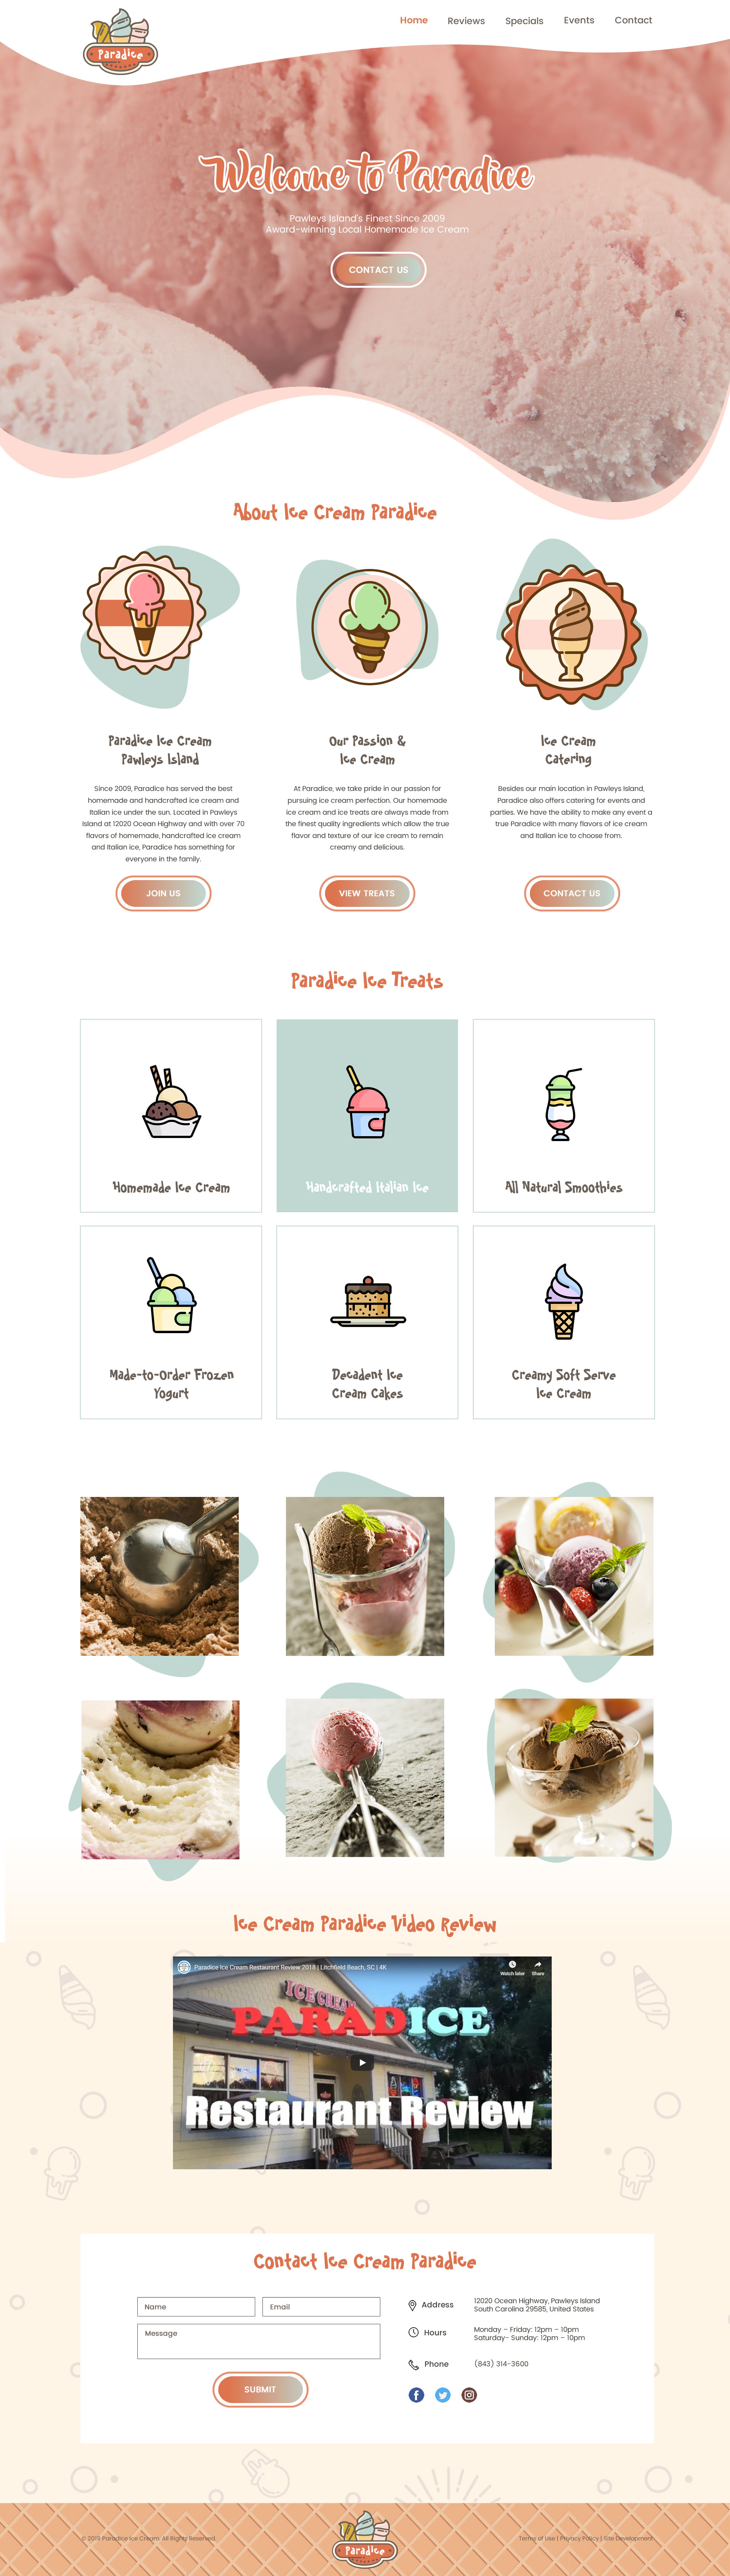 Paradice
Home
Reviews
Specials
Events
Contact
Welcome to Paradice
Pawleys Island's Finest Since 2009
Award-winning Local Homemade Ice Cream
CONTACT US
About Ice Cream Paradice
Paradice Ice Cream
Pawleys Island
Since 2009, Paradice has served the best
homemade and handcrafted ice cream and
Italian ice under the sun. Located in Pawleys
Island at 12020 Ocean Highway and with over 70
flavors of homemade, handcrafted ice cream
and Italian ice, Paradice has something for
everyone in the family.
JOIN US
Our Passion &
Ice Cream
At Paradice, we take pride in our passion for
pursuing ice cream perfection. Our homemade
ice cream and ice treats are always made from
the finest quality ingredients which allow the true
flavor and texture of our ice cream to remain
creamy and delicious.
VIEW TREATS
Ice Cream
Catering
Besides our main location in Pawleys Island,
Paradice also offers catering for events and
parties. We have the ability to make any event a
true Paradice with many flavors of ice cream
and Italian ice to choose from.
CONTACT US
Paradice Ice Treats
Homemade Ice Cream
Handcrafted Italian Ice
All Natural Smoothies
Made-to-Order Frozen
Yogurt
Decadent Ice
Cream Cakes
Creamy Soft Serve
Ice Cream
Ice Cream Paradice Video Review
Paradice Ice Cream Restaurant Review 2018 | Litchfield Beach, SC | 4K
Watch later
Share
ICE CREAM
PARADICE
Restaurant Review
Contact Ice Cream Paradice
Name
Email
Message
SUBMIT
Address
12020 Ocean Highway, Pawleys Island
South Carolina 29585, United States
Hours
Monday – Friday: 12pm – 10pm
Saturday– Sunday: 12pm – 10pm
Phone
(843) 314-3600
© 2019 Paradice Ice Cream. All Rights Reserved.
Paradice
Terms of Use | Privacy Policy | Site Development